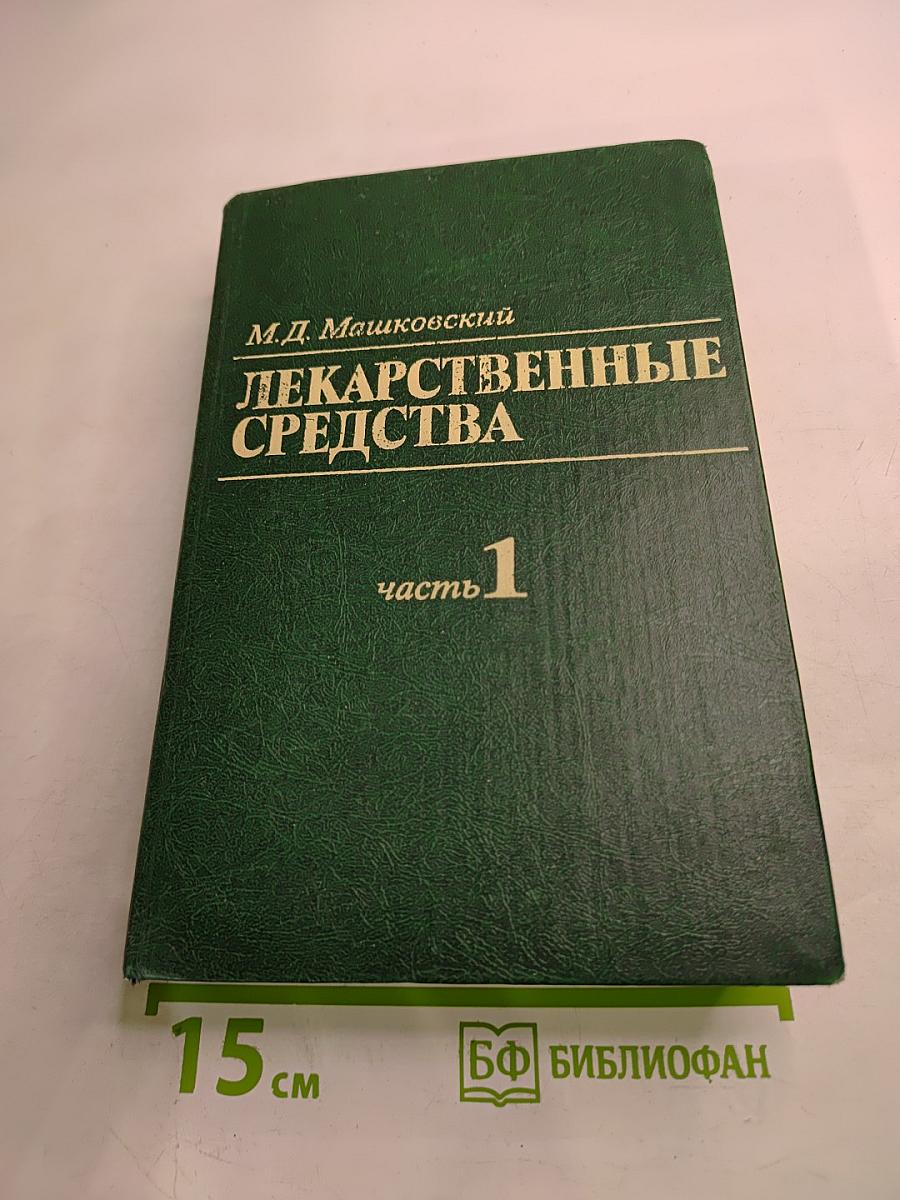 М.Д. Машковский
ЛЕКАРСТВЕННЫЕ
СРЕДСТВА
часть 1
15 см
БФ БИБЛИОФАН